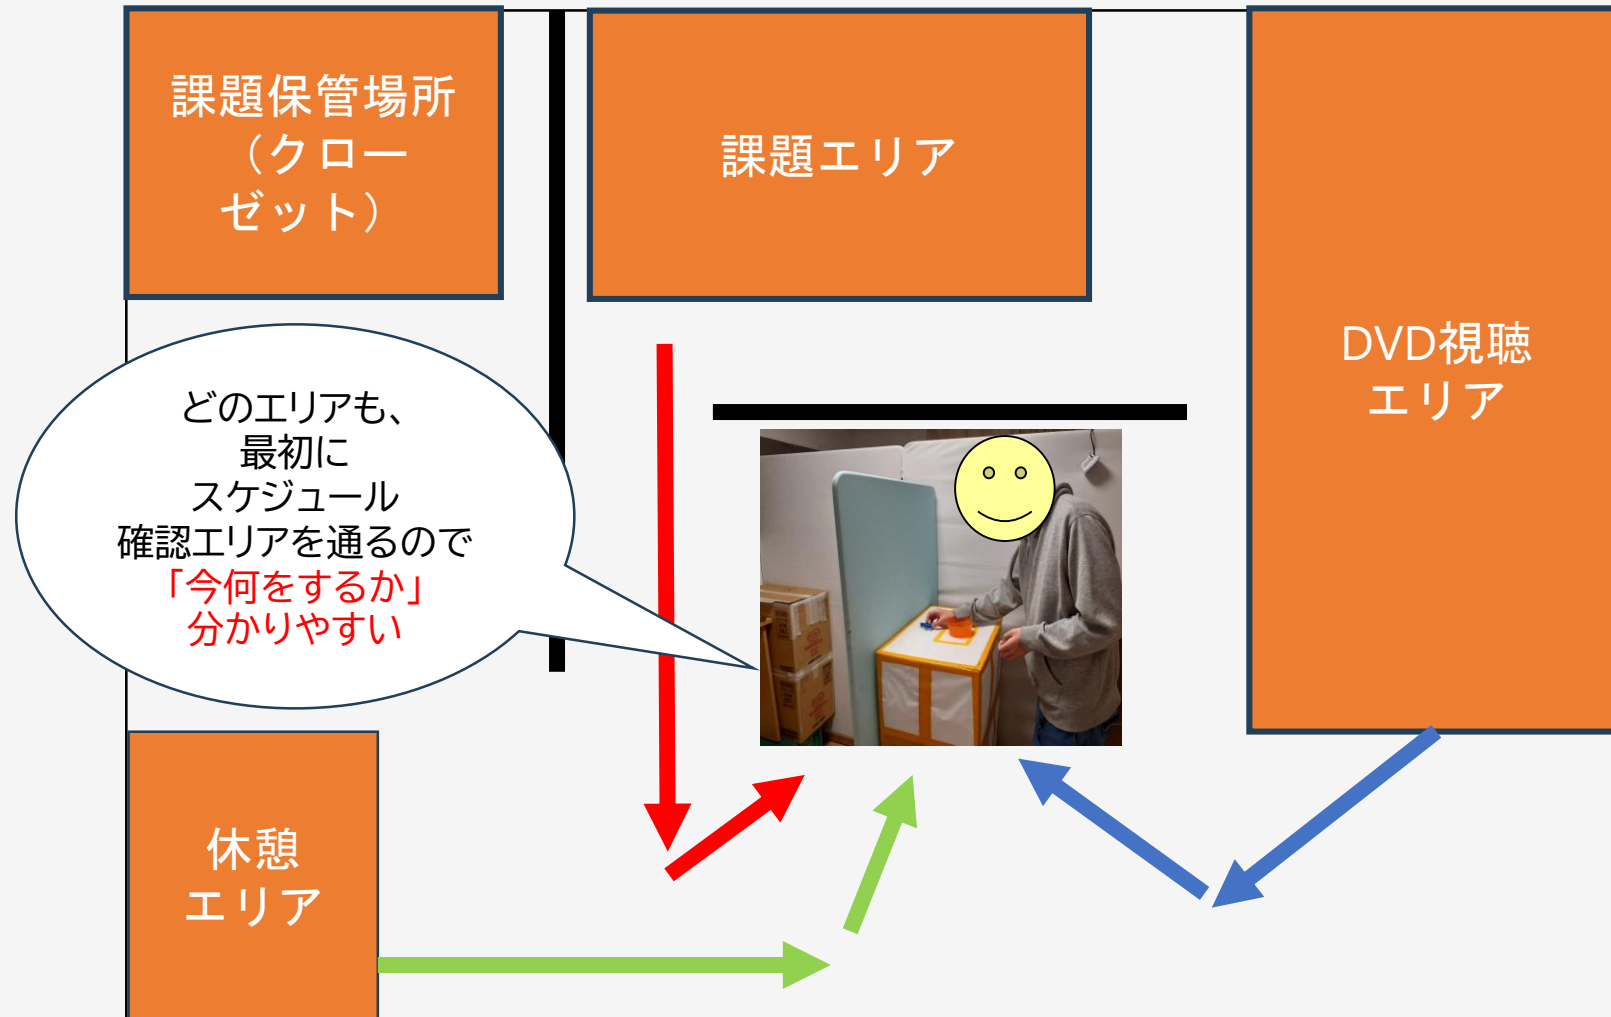 課題保管場所
（クロー
ゼット）
課題エリア
DVD視聴
エリア
どのエリアも、
最初に
スケジュール
確認エリアを通るので
「今何をするか」
分かりやすい
休憩
エリア